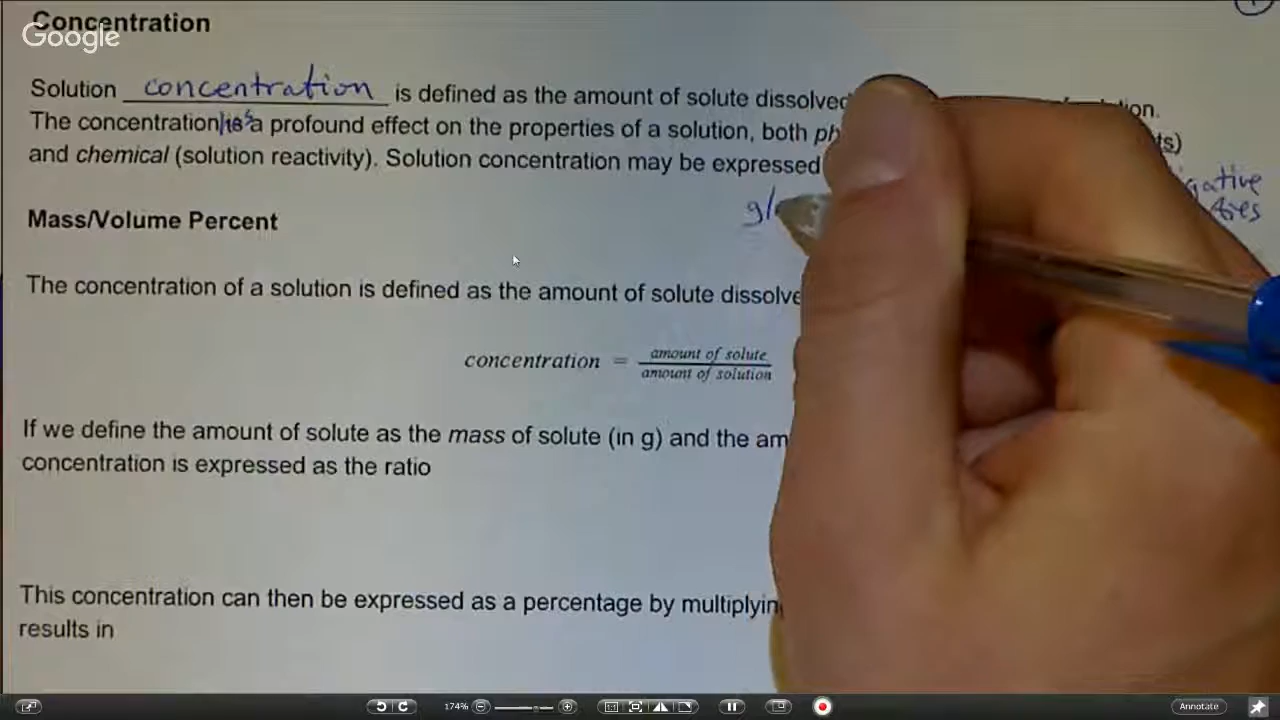 Concentration
Google
Solution concentration is defined as the amount of solute dissolved
The concentration has a profound effect on the properties of a solution, both
and chemical (solution reactivity). Solution concentration may be expressed
g/
Mass/Volume Percent
The concentration of a solution is defined as the amount of solute
concentration = amount of solute
amount of solution
If we define the amount of solute as the mass of solute (in g) and the
concentration is expressed as the ratio
This concentration can then be expressed as a percentage by
results in
174%
Annotate